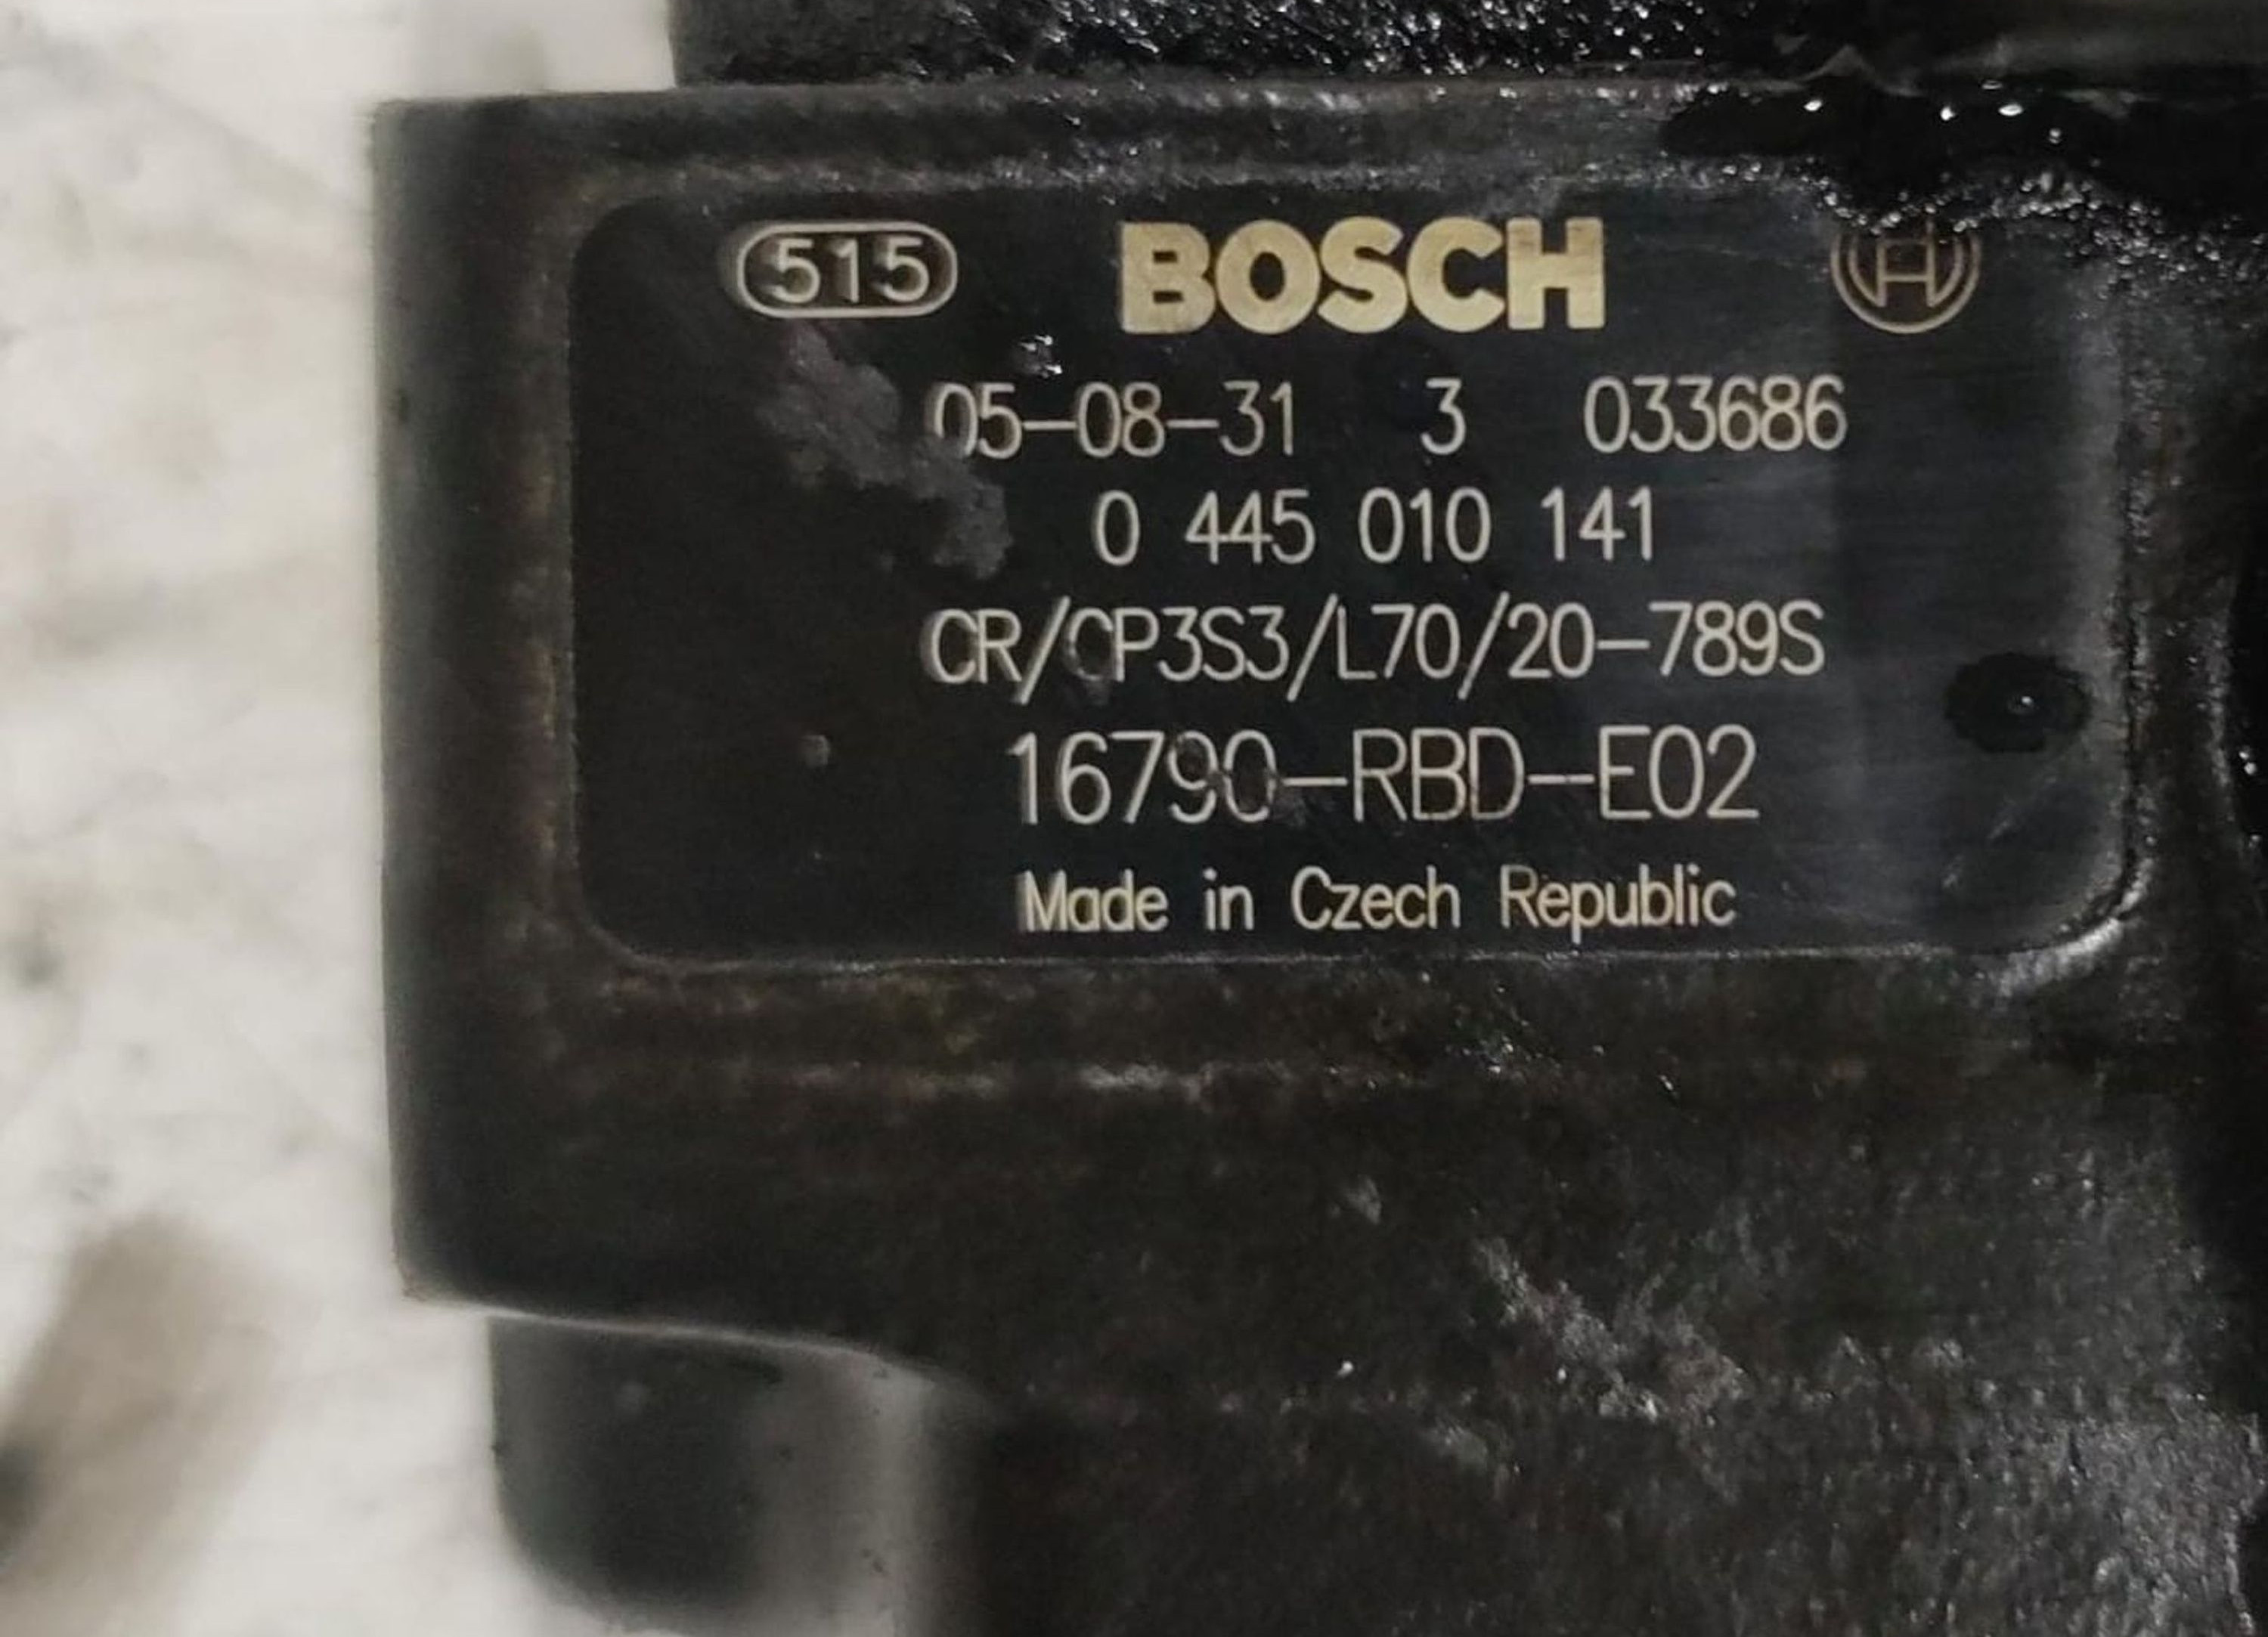 515 BOSCH
05-08-31 3 033686
0 445 010 141
CR/CP3S3/L70/20-789S
16790-RBD-E02
Made in Czech Republic